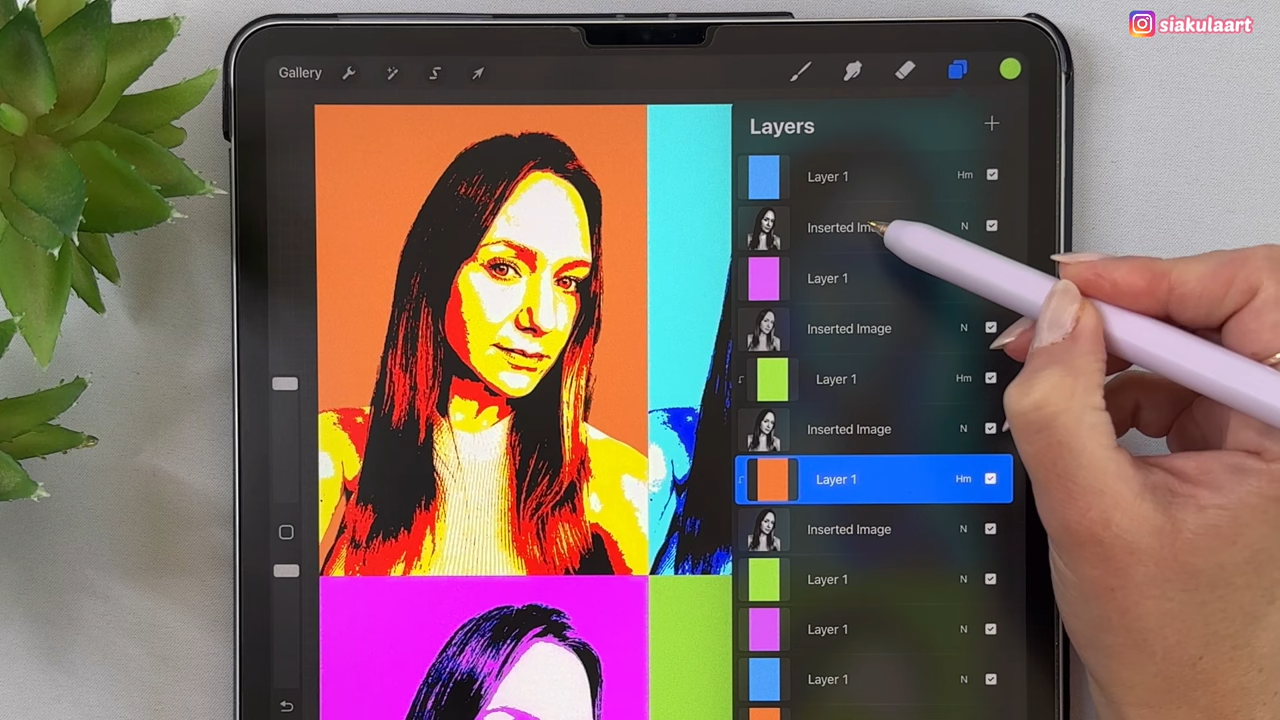 siakulaart
Gallery
Layers
Layer 1 Hm
Inserted Im N
Layer 1
Inserted Image N
Layer 1 Hm
Inserted Image N
Layer 1 Hm
Inserted Image N
Layer 1 N
Layer 1 N
Layer 1 N